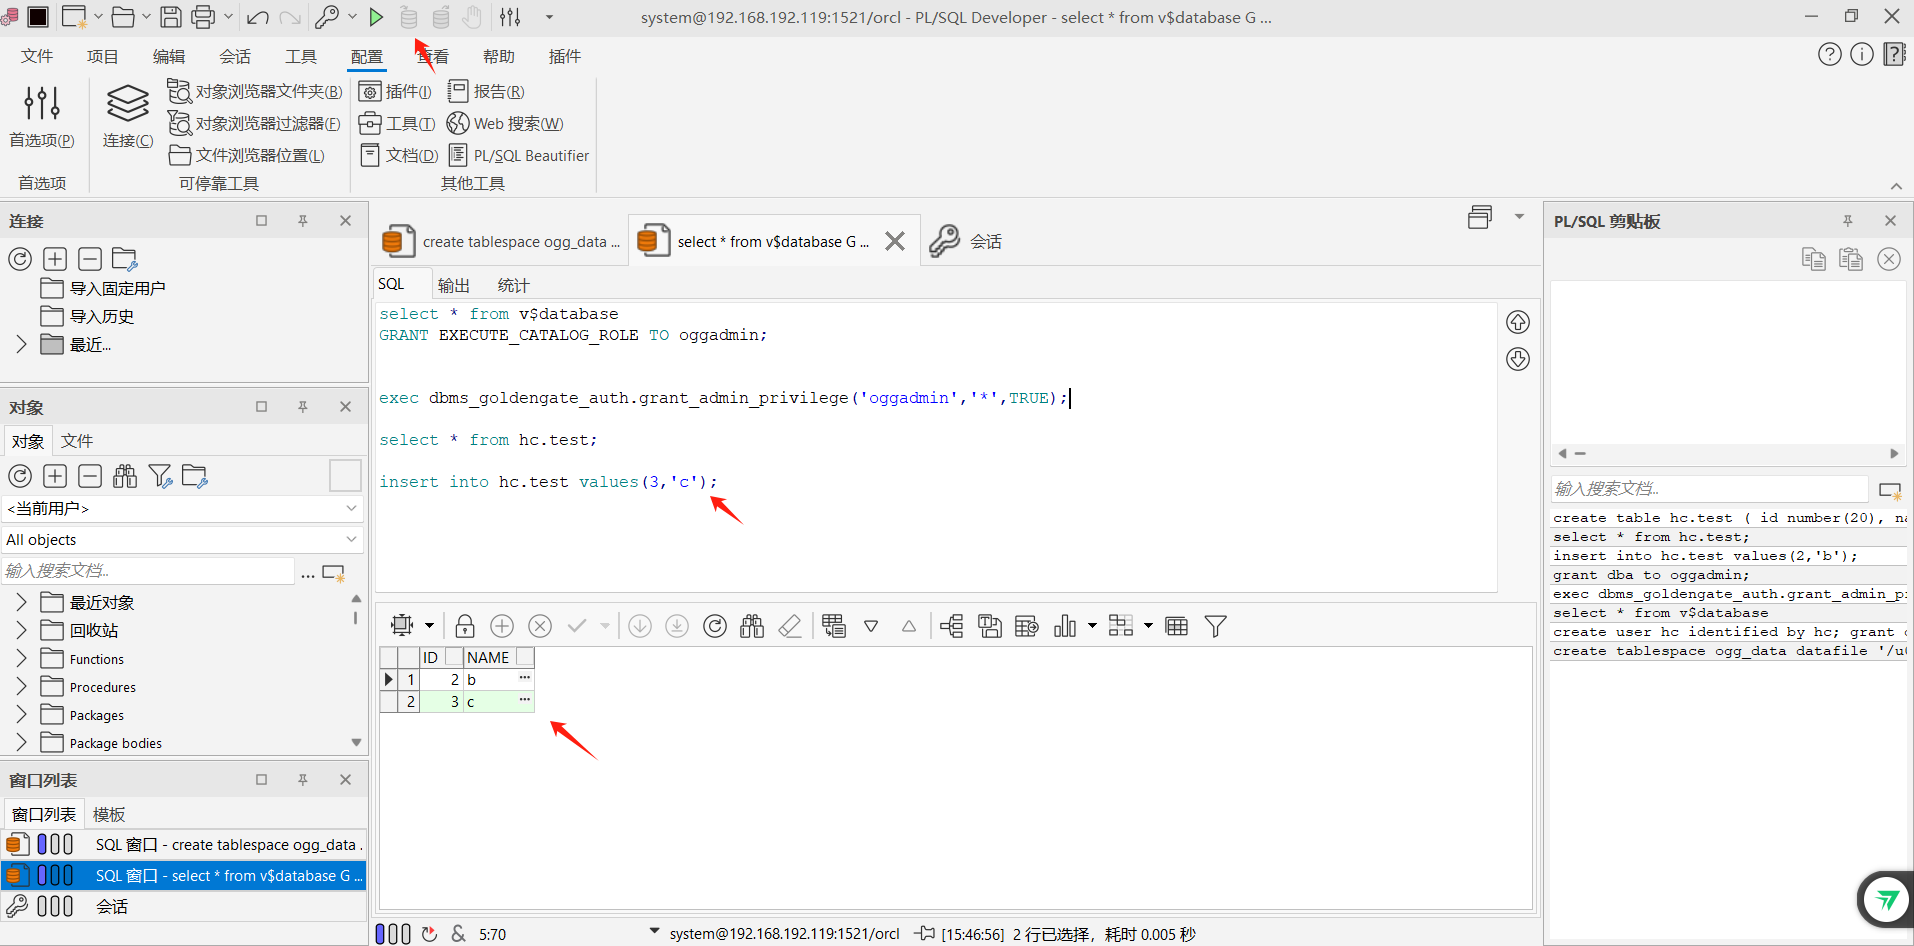 system@192.168.192.119:1521/orcl - PL/SQL Developer - select * from v$database G ...
文件 项目 编辑 会话 工具 配置 查看 帮助 插件
首选项(P)
连接(C)
对象浏览器文件夹(B)
对象浏览器过滤器(F)
文件浏览器位置(L)
插件(I)
工具(T)
文档(D)
报告(R)
Web 搜索(W)
PL/SQL Beautifier
首选项
可停靠工具
其他工具
连接
导入固定用户
导入历史
最近...
对象
对象 文件
<当前用户>
All objects
输入搜索文档...
...
最近对象
回收站
Functions
Procedures
Packages
Package bodies
窗口列表
窗口列表 模板
SQL 窗口 - create tablespace ogg_data .
SQL 窗口 - select * from v$database G ...
会话
create tablespace ogg_data ...
select * from v$database G ...
会话
SQL 输出 统计
select * from v$database
GRANT EXECUTE_CATALOG_ROLE TO oggadmin;
exec dbms_goldengate_auth.grant_admin_privilege('oggadmin','*',TRUE);
select * from hc.test;
insert into hc.test values(3,'c');
ID NAME
1 2 b ...
2 3 c ...
5:70
system@192.168.192.119:1521/orcl
[15:46:56] 2 行已选择，耗时 0.005 秒
PL/SQL 剪贴板
输入搜索文档...
create table hc.test ( id number(20), na
select * from hc.test;
insert into hc.test values(2,'b');
grant dba to oggadmin;
exec dbms_goldengate_auth.grant_admin_p
select * from v$database
create user hc identified by hc; grant
create tablespace ogg_data datafile '/u